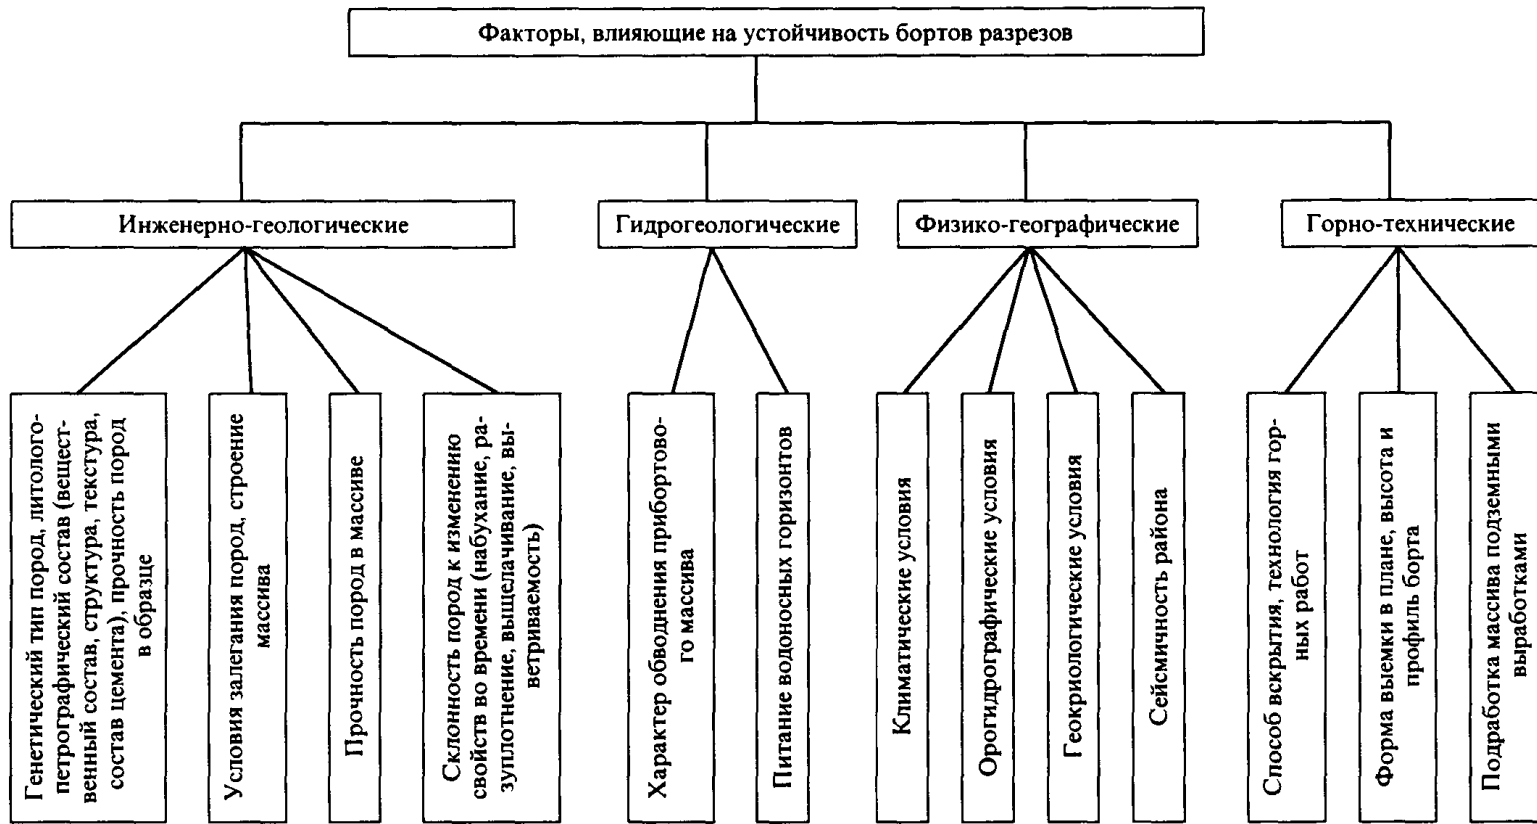 Факторы, влияющие на устойчивость бортов разрезов
Инженерно-геологические
Гидрогеологические
Физико-географические
Горно-технические
Генетический тип пород, литолого-
петрографический состав (вещест-
венный состав, структура, текстура,
состав цемента), прочность пород
в образце
Условия залегания пород, строение
массива
Прочность пород в массиве
Склонность пород к изменению
свойств во времени (набухание, ра-
зуплотнение, выщелачивание, вы-
ветриваемость)
Характер обводнения прибортово-
го массива
Питание водоносных горизонтов
Климатические условия
Орогидрографические условия
Геокриологические условия
Сейсмичность района
Способ вскрытия, технология гор-
ных работ
Форма выемки в плане, высота и
профиль борта
Подработка массива подземными
выработками